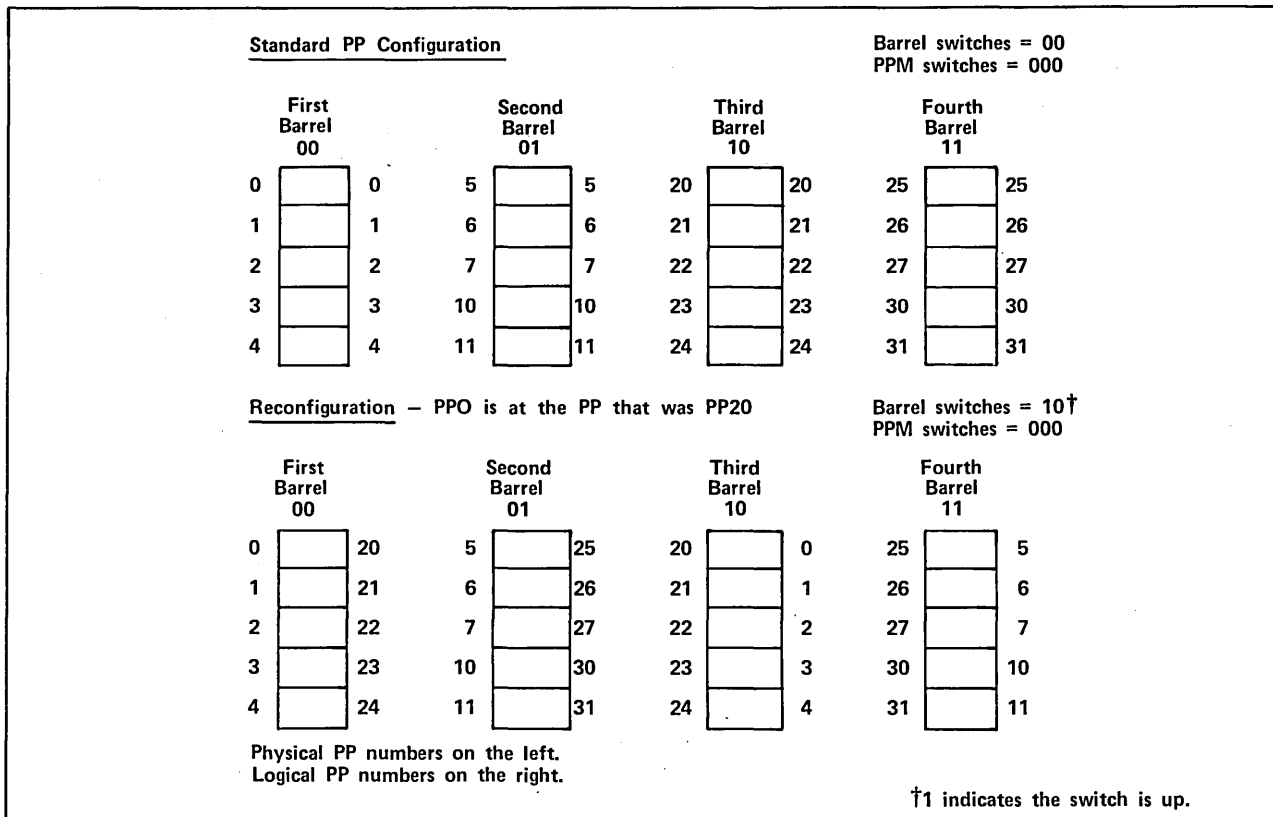 Standard PP Configuration Barrel switches = 00
PPM switches = 000
First Second Third Fourth
Barrel Barrel Barrel Barrel
00 01 10 11
0 0 5 5 20 20 25 25
1 1 6 6 21 21 26 26
2 2 7 7 22 22 27 27
3 3 10 10 23 23 30 30
4 4 11 11 24 24 31 31
Reconfiguration – PPO is at the PP that was PP20 Barrel switches = 10†
PPM switches = 000
First Second Third Fourth
Barrel Barrel Barrel Barrel
00 01 10 11
0 20 5 25 20 0 25 5
1 21 6 26 21 1 26 6
2 22 7 27 22 2 27 7
3 23 10 30 23 3 30 10
4 24 11 31 24 4 31 11
Physical PP numbers on the left.
Logical PP numbers on the right.
†1 indicates the switch is up.